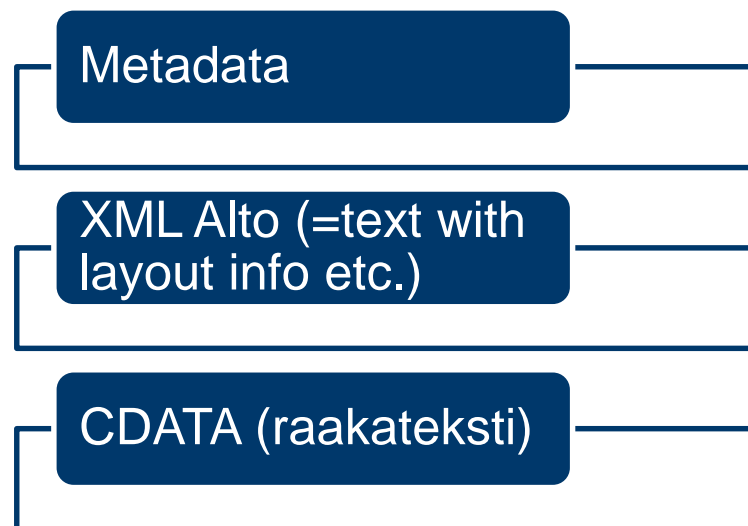 Metadata
XML Alto (=text with
layout info etc.)
CDATA (raakateksti)